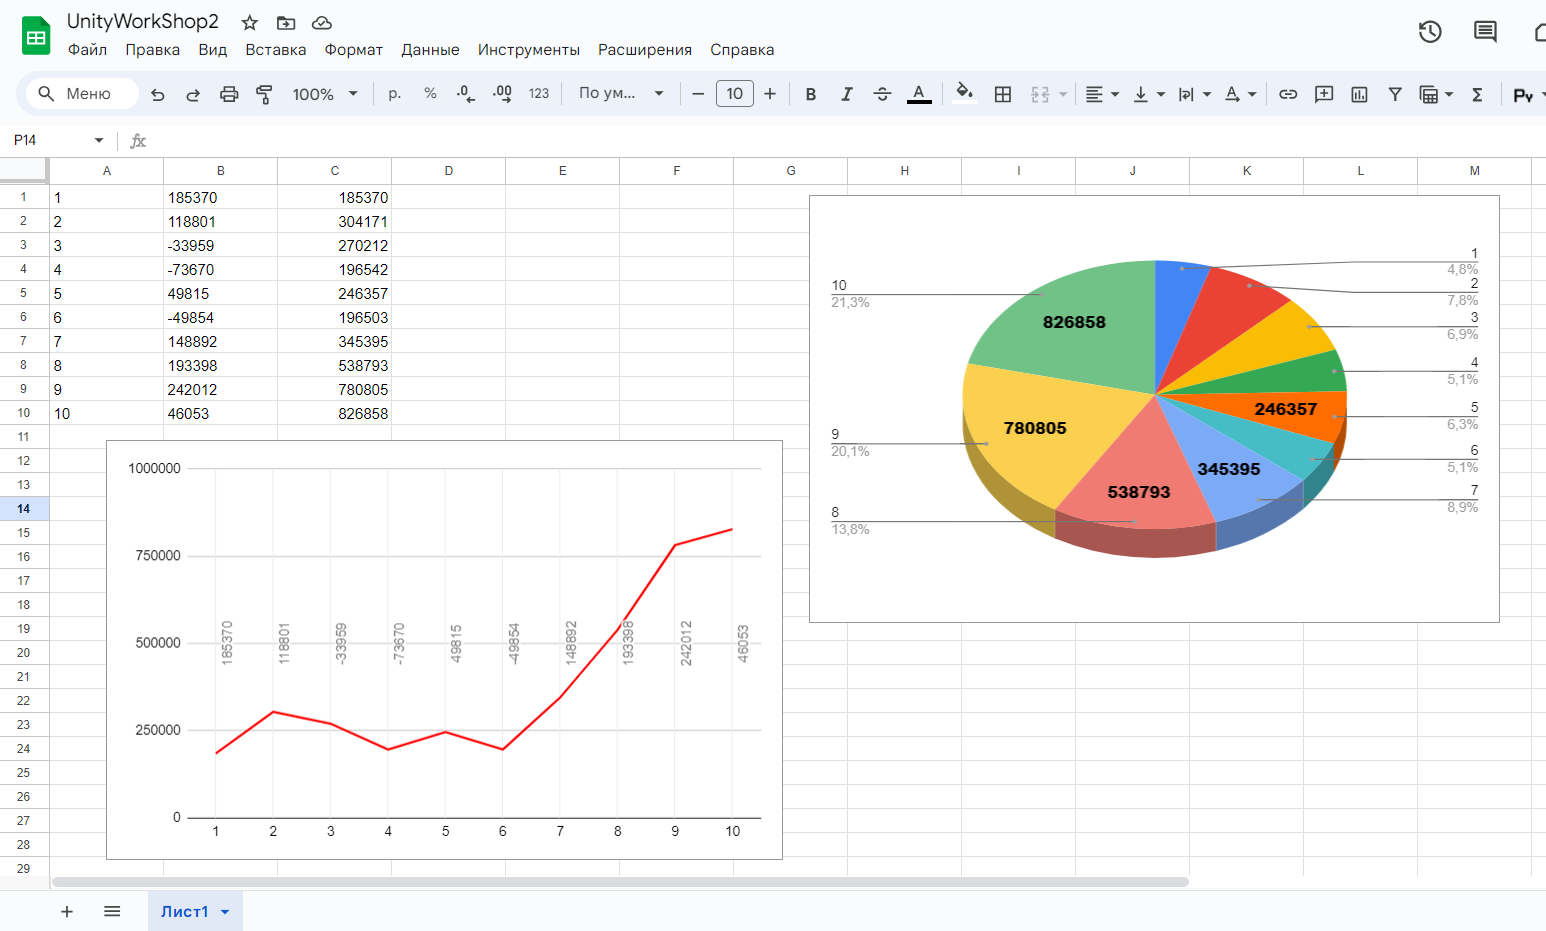 UnityWorkShop2
Файл Правка Вид Вставка Формат Данные Инструменты Расширения Справка
Меню 100% р. % .0 .00 123 По ум... 10 B I S A Σ
P14 fx
A B C D E F G H I J K L M
1 1 185370 185370
2 2 118801 304171
3 3 -33959 270212
4 4 -73670 196542
5 5 49815 246357
6 6 -49854 196503
7 7 148892 345395
8 8 193398 538793
9 9 242012 780805
10 10 46053 826858
11
12
13
14
15
16
17
18
19
20
21
22
23
24
25
26
27
28
29
1000000
750000
500000
250000
0
185370 118801 -33959 -73670 49815 -49854 148892 193398 242012 46053
1 2 3 4 5 6 7 8 9 10
1
4,8%
2
7,8%
3
6,9%
4
5,1%
5
6,3%
6
5,1%
7
8,9%
8
13,8%
9
20,1%
10
21,3%
826858
246357
780805
345395
538793
Лист1